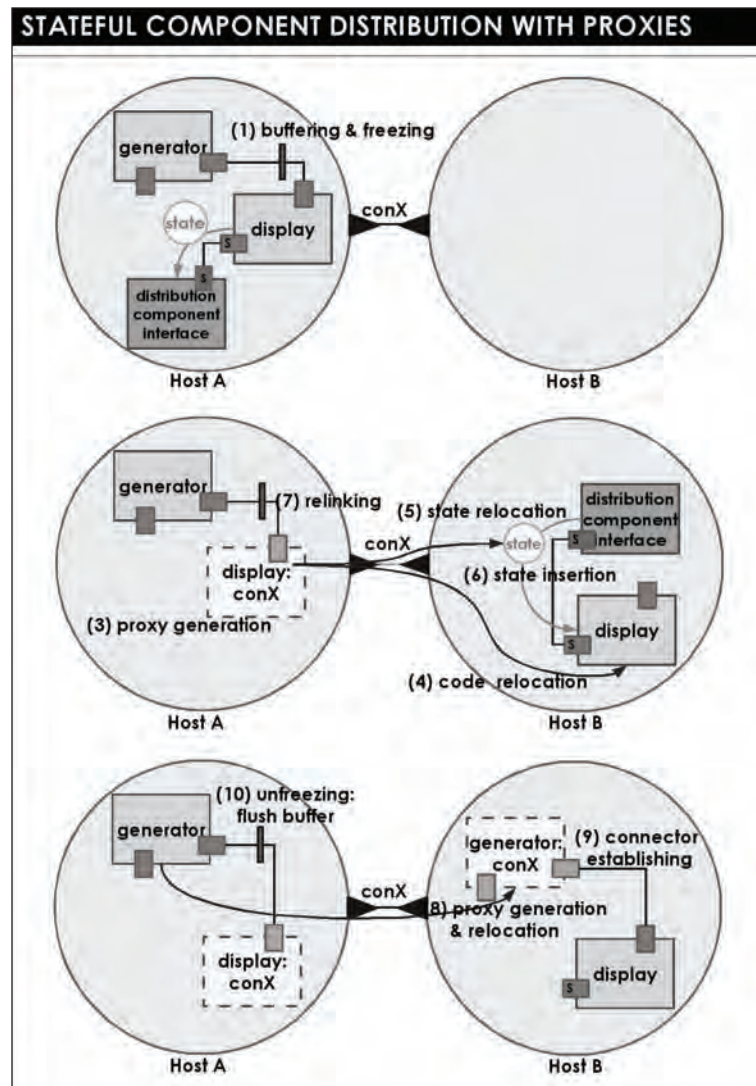 STATEFUL COMPONENT DISTRIBUTION WITH PROXIES
(1) buffering & freezing
generator
conX
state
display
s
s
distribution
component
interface
Host A
Host B
generator
(7) relinking
(5) state relocation
distribution
component
interface
conX
state
s
display:
conX
(6) state insertion
(3) proxy generation
display
s
(4) code relocation
Host A
Host B
(10) unfreezing:
flush buffer
generator
generator:
conX
(9) connector
establishing
conX
8) proxy generation
& relocation
display:
conX
display
s
Host A
Host B